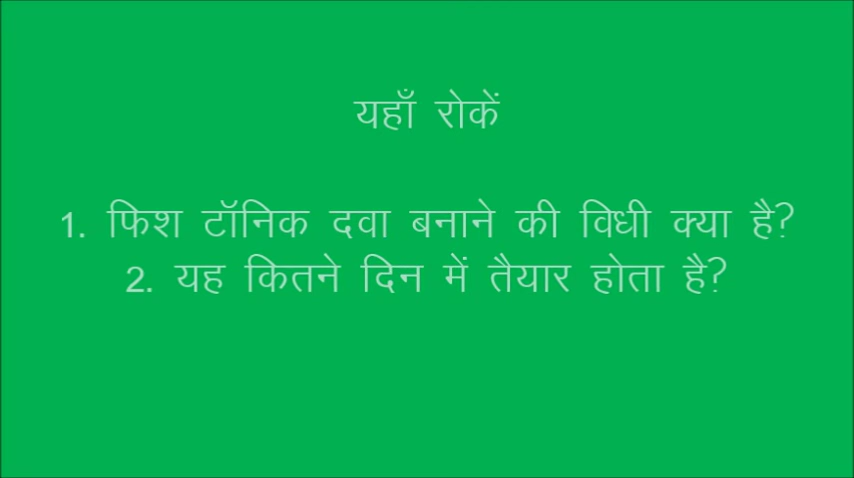 यहाँ रोकें
1. फिश टॉनिक दवा बनाने की विधी क्या है?
2. यह कितने दिन में तैयार होता है?